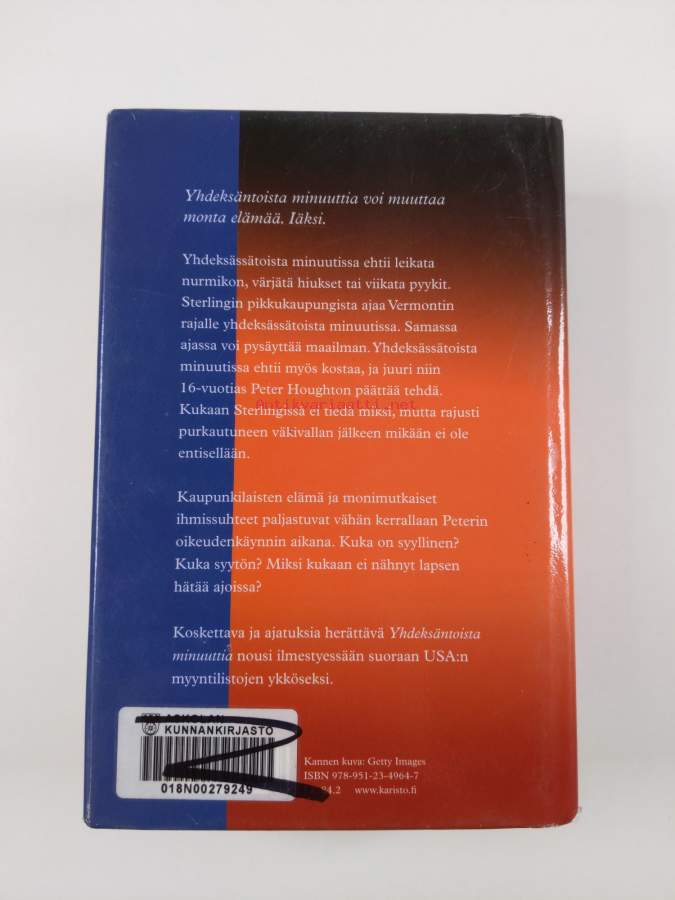 Yhdeksäntoista minuuttia voi muuttaa
monta elämää. Iäksi.
Yhdeksässätoista minuutissa ehtii leikata
nurmikon, värjätä hiukset tai viikata pyykit.
Sterlingin pikkukaupungista ajaa Vermontin
rajalle yhdeksässätoista minuutissa. Samassa
ajassa voi pysäyttää maailman. Yhdeksässätoista
minuutissa ehtii myös kostaa, ja juuri niin
16-vuotias Peter Houghton päättää tehdä.
Antikvariaatti.net
Kukaan Sterlingissä ei tiedä miksi, mutta rajusti
purkautuneen väkivallan jälkeen mikään ei ole
entisellään.
Kaupunkilaisten elämä ja monimutkaiset
ihmissuhteet paljastuvat vähän kerrallaan Peterin
oikeudenkäynnin aikana. Kuka on syyllinen?
Kuka syytön? Miksi kukaan ei nähnyt lapsen
hätää ajoissa?
Koskettava ja ajatuksia herättävä Yhdeksäntoista
minuuttia nousi ilmestyessään suoraan USA:n
myyntilistojen ykköseksi.
KUNNANKIRJASTO
018N00279249
Kannen kuva: Getty Images
ISBN 978-951-23-4964-7
4.2 www.karisto.fi